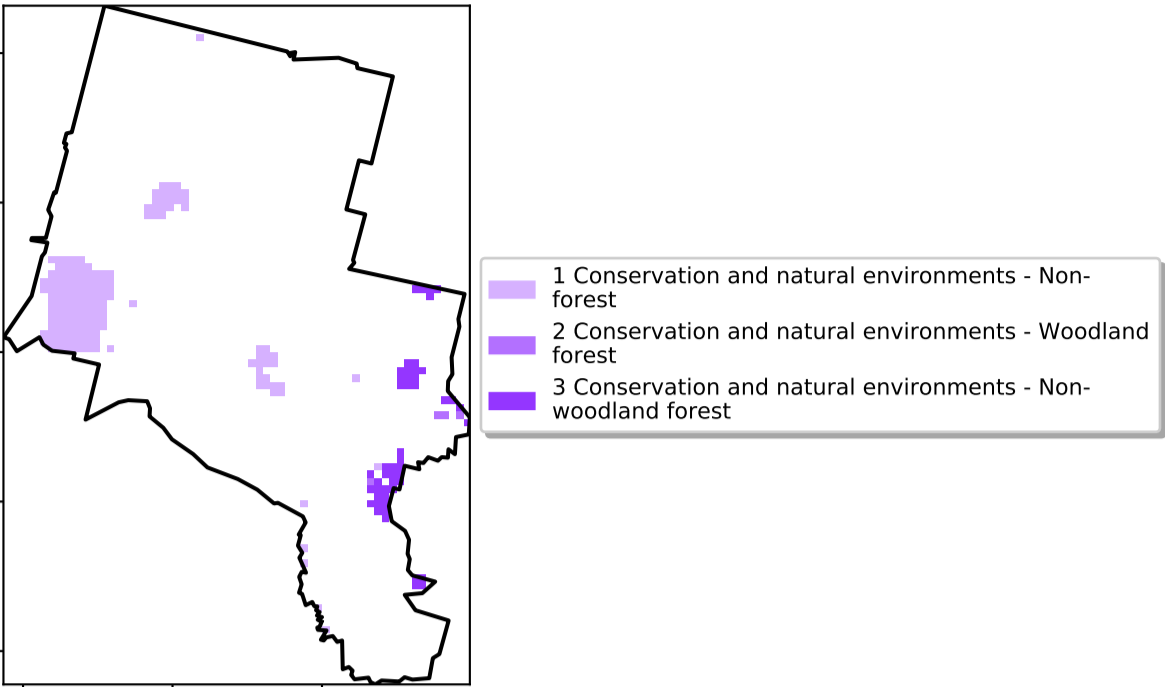 1 Conservation and natural environments - Non-
forest
2 Conservation and natural environments - Woodland
forest
3 Conservation and natural environments - Non-
woodland forest